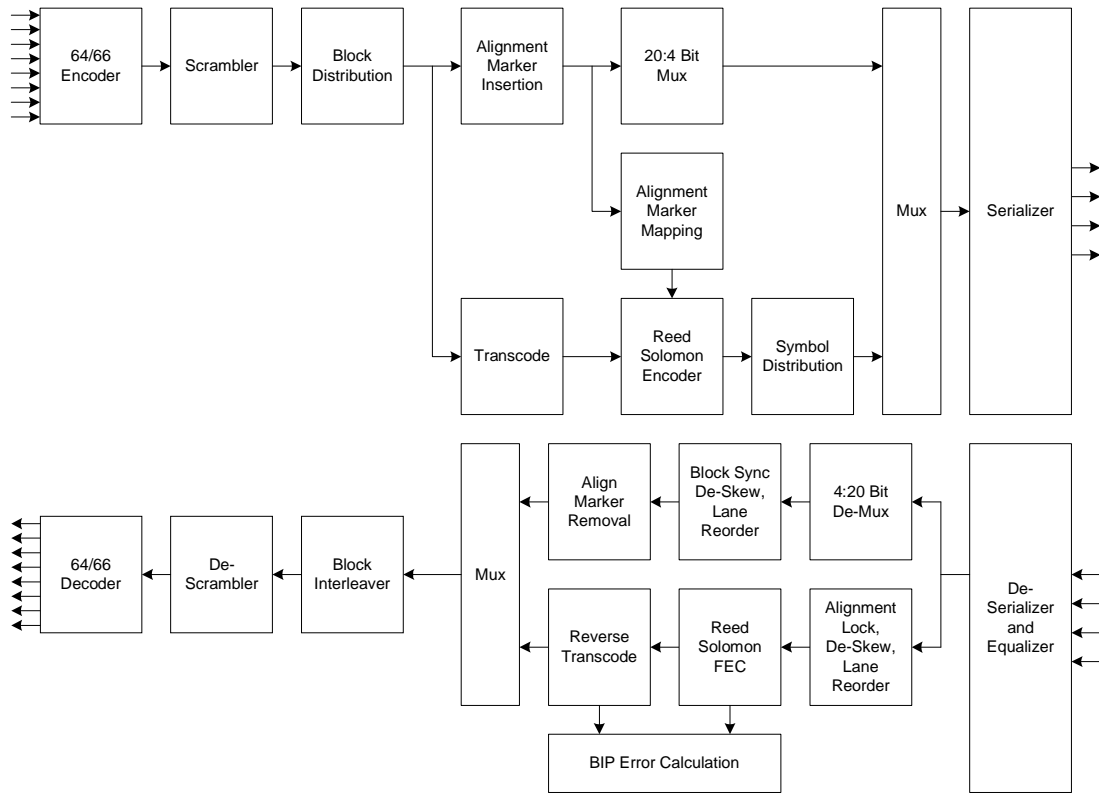 64/66
Encoder
Scrambler
Block
Distribution
Alignment
Marker
Insertion
20:4 Bit
Mux
Alignment
Marker
Mapping
Transcode
Reed
Solomon
Encoder
Symbol
Distribution
Mux
Serializer
64/66
Decoder
De-
Scrambler
Block
Interleaver
Mux
Align
Marker
Removal
Block Sync
De-Skew,
Lane
Reorder
4:20 Bit
De-Mux
Reverse
Transcode
Reed
Solomon
FEC
Alignment
Lock,
De-Skew,
Lane
Reorder
De-
Serializer
and
Equalizer
BIP Error Calculation